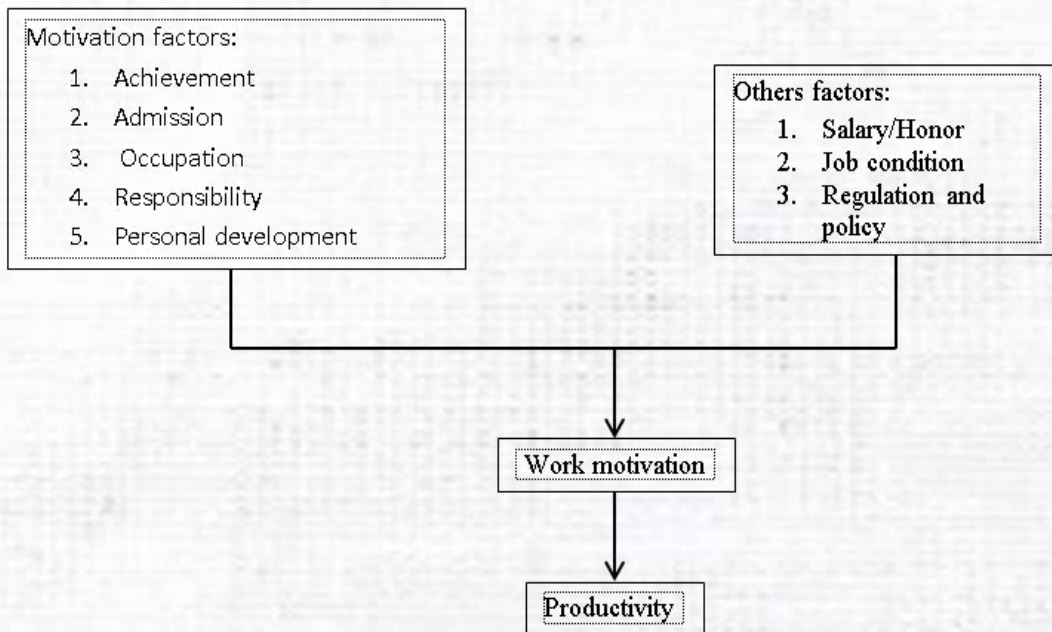 Motivation factors:
1. Achievement
2. Admission
3. Occupation
4. Responsibility
5. Personal development
Others factors:
1. Salary/Honor
2. Job condition
3. Regulation and
policy
Work motivation
Productivity